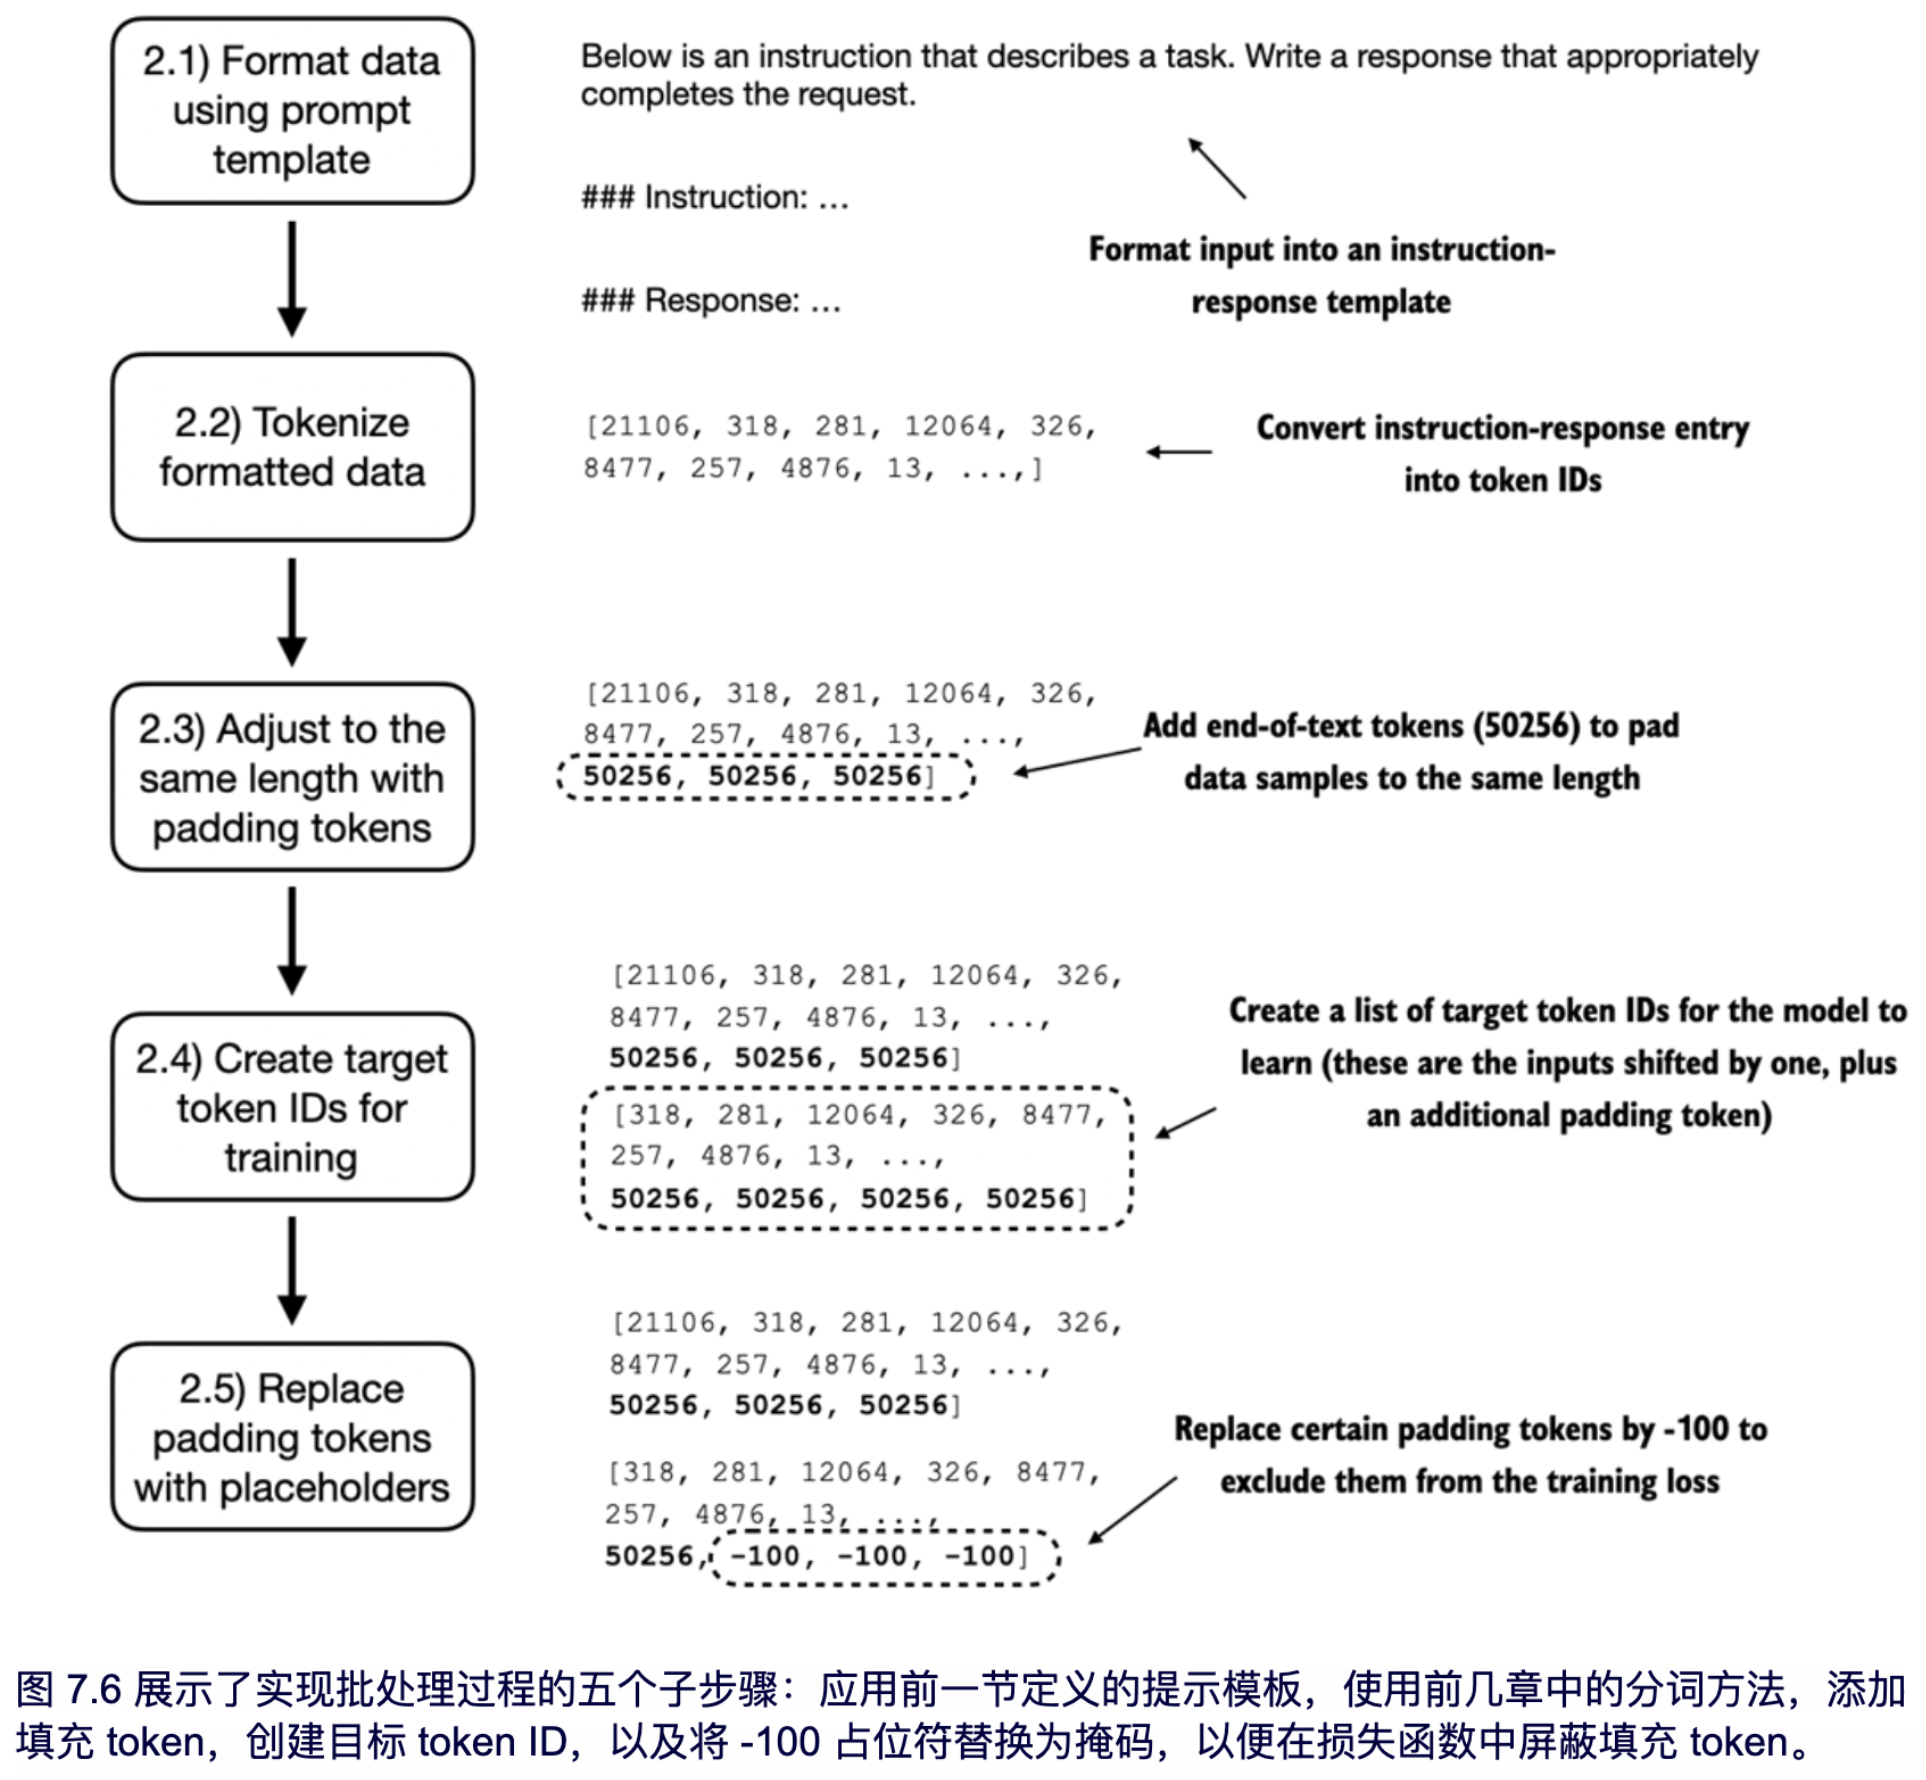 2.1) Format data
using prompt
template
Below is an instruction that describes a task. Write a response that appropriately
completes the request.
### Instruction: ...
### Response: ...
Format input into an instruction-
response template
2.2) Tokenize
formatted data
[21106, 318, 281, 12064, 326,
8477, 257, 4876, 13, ...,]
Convert instruction-response entry
into token IDs
2.3) Adjust to the
same length with
padding tokens
[21106, 318, 281, 12064, 326,
8477, 257, 4876, 13, ...,
50256, 50256, 50256]
Add end-of-text tokens (50256) to pad
data samples to the same length
2.4) Create target
token IDs for
training
[21106, 318, 281, 12064, 326,
8477, 257, 4876, 13, ...,
50256, 50256, 50256]
[318, 281, 12064, 326, 8477,
257, 4876, 13, ...,
50256, 50256, 50256, 50256]
Create a list of target token IDs for the model to
learn (these are the inputs shifted by one, plus
an additional padding token)
2.5) Replace
padding tokens
with placeholders
[21106, 318, 281, 12064, 326,
8477, 257, 4876, 13, ...,
50256, 50256, 50256]
[318, 281, 12064, 326, 8477,
257, 4876, 13, ...,
50256, -100, -100, -100]
Replace certain padding tokens by -100 to
exclude them from the training loss
图 7.6 展示了实现批处理过程的五个子步骤：应用前一节定义的提示模板，使用前几章中的分词方法，添加
填充 token，创建目标 token ID，以及将 -100 占位符替换为掩码，以便在损失函数中屏蔽填充 token。